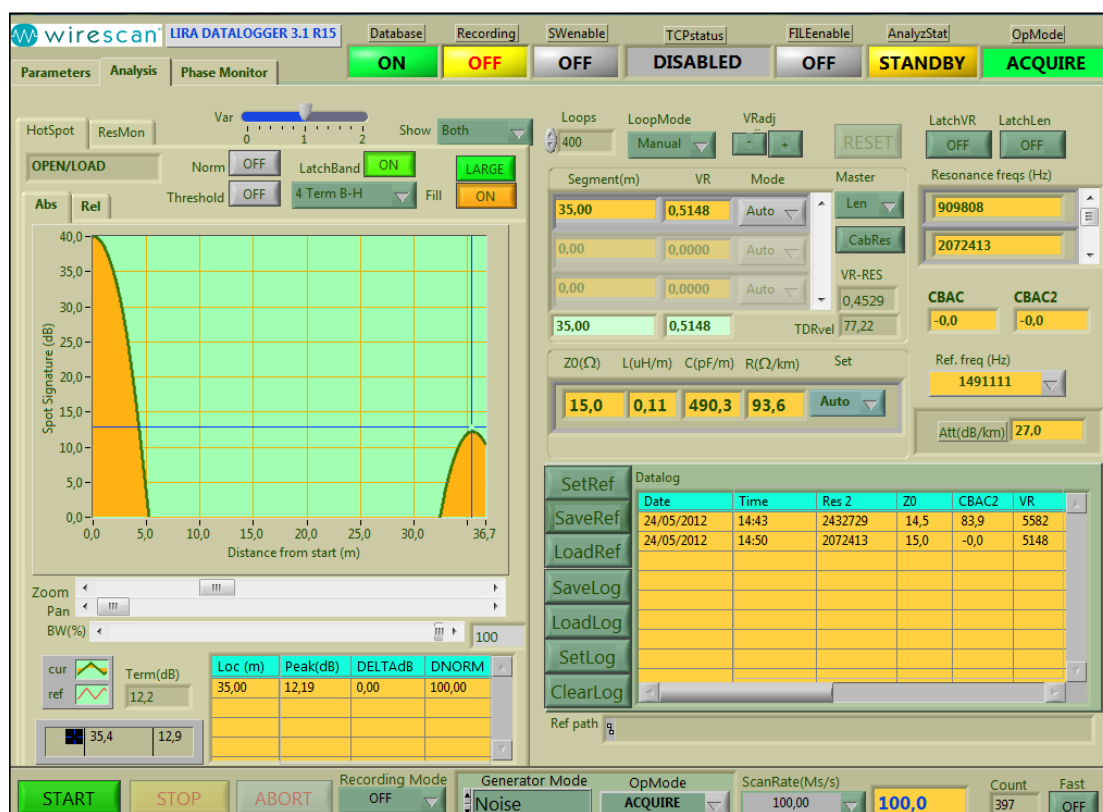 wirescan LIRA DATALOGGER 3.1 R15 Database Recording SWenable TCPstatus FILEenable AnalyzStat OpMode
ON OFF OFF DISABLED OFF STANDBY ACQUIRE
Parameters Analysis Phase Monitor
HotSpot ResMon Var 0 1 2 Show Both
OPEN/LOAD Norm OFF LatchBand ON LARGE
Threshold OFF 4 Term B-H Fill ON
Abs Rel
40,0
35,0
30,0
25,0
20,0
15,0
10,0
5,0
0,0
Spot Signature (dB)
0,0 5,0 10,0 15,0 20,0 25,0 30,0 36,7
Distance from start (m)
Zoom
Pan
BW(%) 100
cur
ref
Term(dB)
12,2
Loc (m) Peak(dB) DELTAdB DNORM
35,00 12,19 0,00 100,00
35,4 12,9
Loops LoopMode VRadj
400 Manual - + RESET
LatchVR LatchLen
OFF OFF
Segment(m) VR Mode Master
35,00 0,5148 Auto Len
0,00 0,0000 Auto CabRes
0,00 0,0000 Auto
VR-RES
0,4529
35,00 0,5148 TDRvel 77,22
Resonance freqs (Hz)
909808
2072413
CBAC CBAC2
-0,0 -0,0
Z0(Ω) L(uH/m) C(pF/m) R(Ω/km) Set
15,0 0,11 490,3 93,6 Auto
Ref. freq (Hz)
1491111
Att(dB/km) 27,0
SetRef
SaveRef
LoadRef
SaveLog
LoadLog
SetLog
ClearLog
Datalog
Date Time Res 2 Z0 CBAC2 VR
24/05/2012 14:43 2432729 14,5 83,9 5582
24/05/2012 14:50 2072413 15,0 -0,0 5148
Ref path
START STOP ABORT
Recording Mode
OFF
Generator Mode
Noise
OpMode
ACQUIRE
ScanRate(Ms/s)
100,00
100,0
Count
397
Fast
OFF